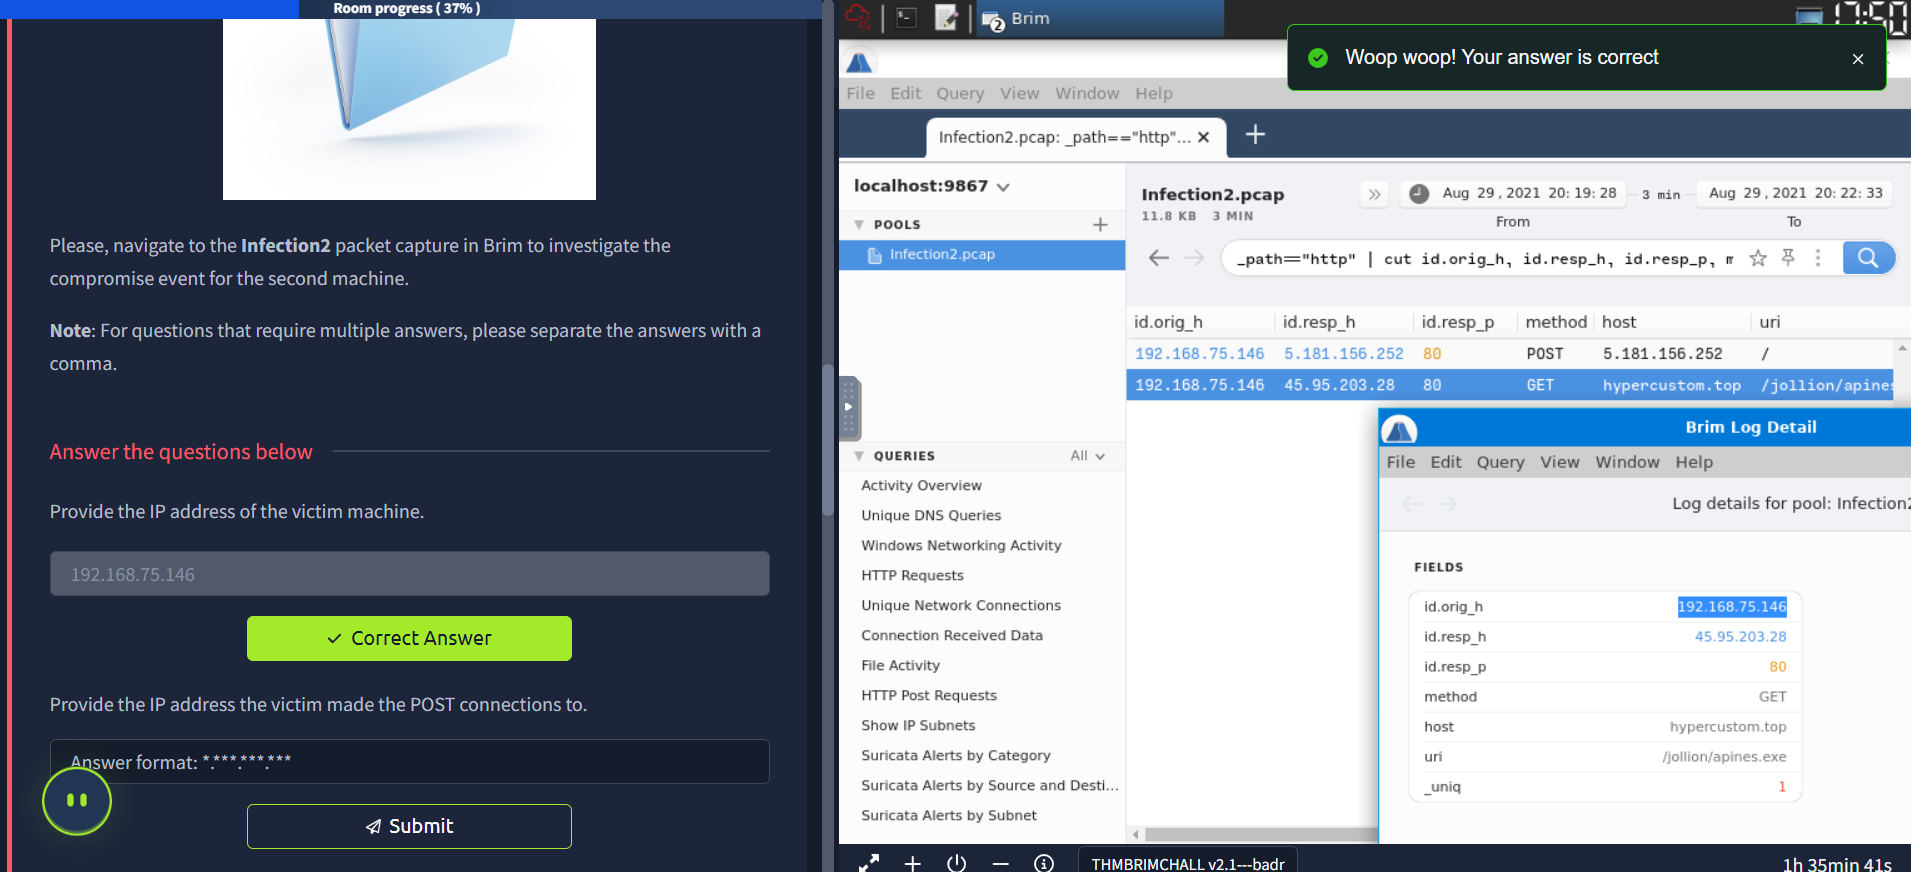 Room progress ( 37% )
Please, navigate to the Infection2 packet capture in Brim to investigate the
compromise event for the second machine.
Note: For questions that require multiple answers, please separate the answers with a
comma.
Answer the questions below
Provide the IP address of the victim machine.
192.168.75.146
Correct Answer
Provide the IP address the victim made the POST connections to.
Answer format: *.***.***.***
Submit
2 Brim
17:50
Woop woop! Your answer is correct
File Edit Query View Window Help
Infection2.pcap: _path=="http"...
localhost:9867
POOLS
Infection2.pcap
QUERIES All
Activity Overview
Unique DNS Queries
Windows Networking Activity
HTTP Requests
Unique Network Connections
Connection Received Data
File Activity
HTTP Post Requests
Show IP Subnets
Suricata Alerts by Category
Suricata Alerts by Source and Desti...
Suricata Alerts by Subnet
Infection2.pcap
11.8 KB 3 MIN
Aug 29 , 2021 20: 19: 28 3 min Aug 29 , 2021 20: 22: 33
From To
_path=="http" | cut id.orig_h, id.resp_h, id.resp_p, m
id.orig_h id.resp_h id.resp_p method host uri
192.168.75.146 5.181.156.252 80 POST 5.181.156.252 /
192.168.75.146 45.95.203.28 80 GET hypercustom.top /jollion/apines
Brim Log Detail
File Edit Query View Window Help
Log details for pool: Infection2
FIELDS
id.orig_h 192.168.75.146
id.resp_h 45.95.203.28
id.resp_p 80
method GET
host hypercustom.top
uri /jollion/apines.exe
_uniq 1
THMBRIMCHALL v2.1---badr
1h 35min 41s